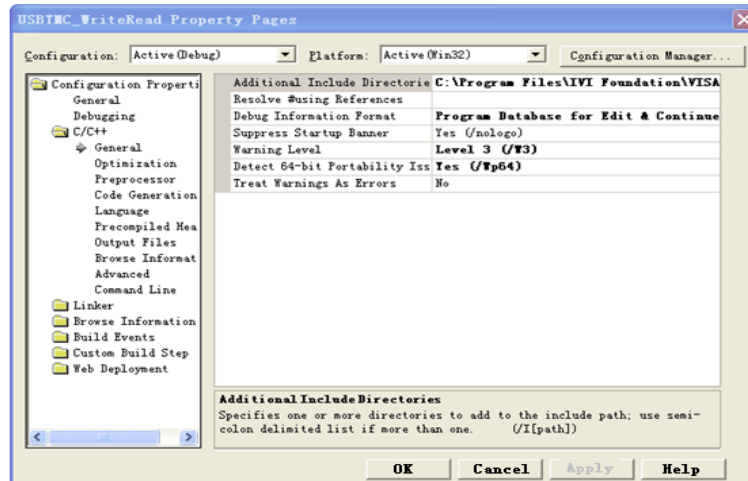 USBTMC_WriteRead Property Pages
Configuration: Active(Debug) Platform: Active(Win32) Configuration Manager...
Configuration Properti
General
Debugging
C/C++
General
Optimization
Preprocessor
Code Generation
Language
Precompiled Hea
Output Files
Browse Informat
Advanced
Command Line
Linker
Browse Information
Build Events
Custom Build Step
Web Deployment
Additional Include Directorie C:\Program Files\IVI Foundation\VISA
Resolve #using References
Debug Information Format Program Database for Edit & Continue
Suppress Startup Banner Yes (/nologo)
Warning Level Level 3 (/W3)
Detect 64-bit Portability Iss Yes (/Wp64)
Treat Warnings As Errors No
Additional Include Directories
Specifies one or more directories to add to the include path; use semi-
colon delimited list if more than one. (/I[path])
OK Cancel Apply Help